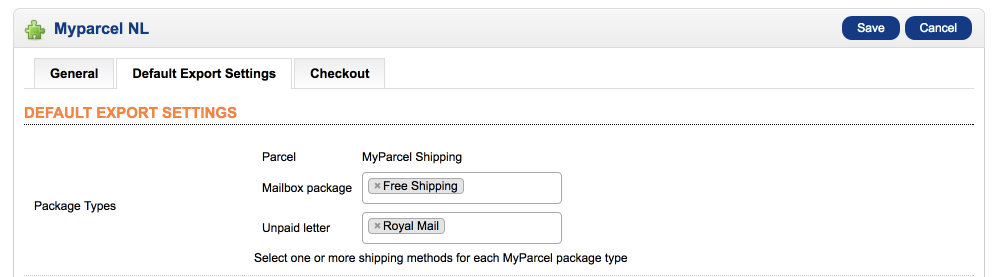 Myparcel NL
Save
Cancel
General
Default Export Settings
Checkout
DEFAULT EXPORT SETTINGS
Parcel
MyParcel Shipping
Mailbox package
× Free Shipping
Package Types
Unpaid letter
× Royal Mail
Select one or more shipping methods for each MyParcel package type